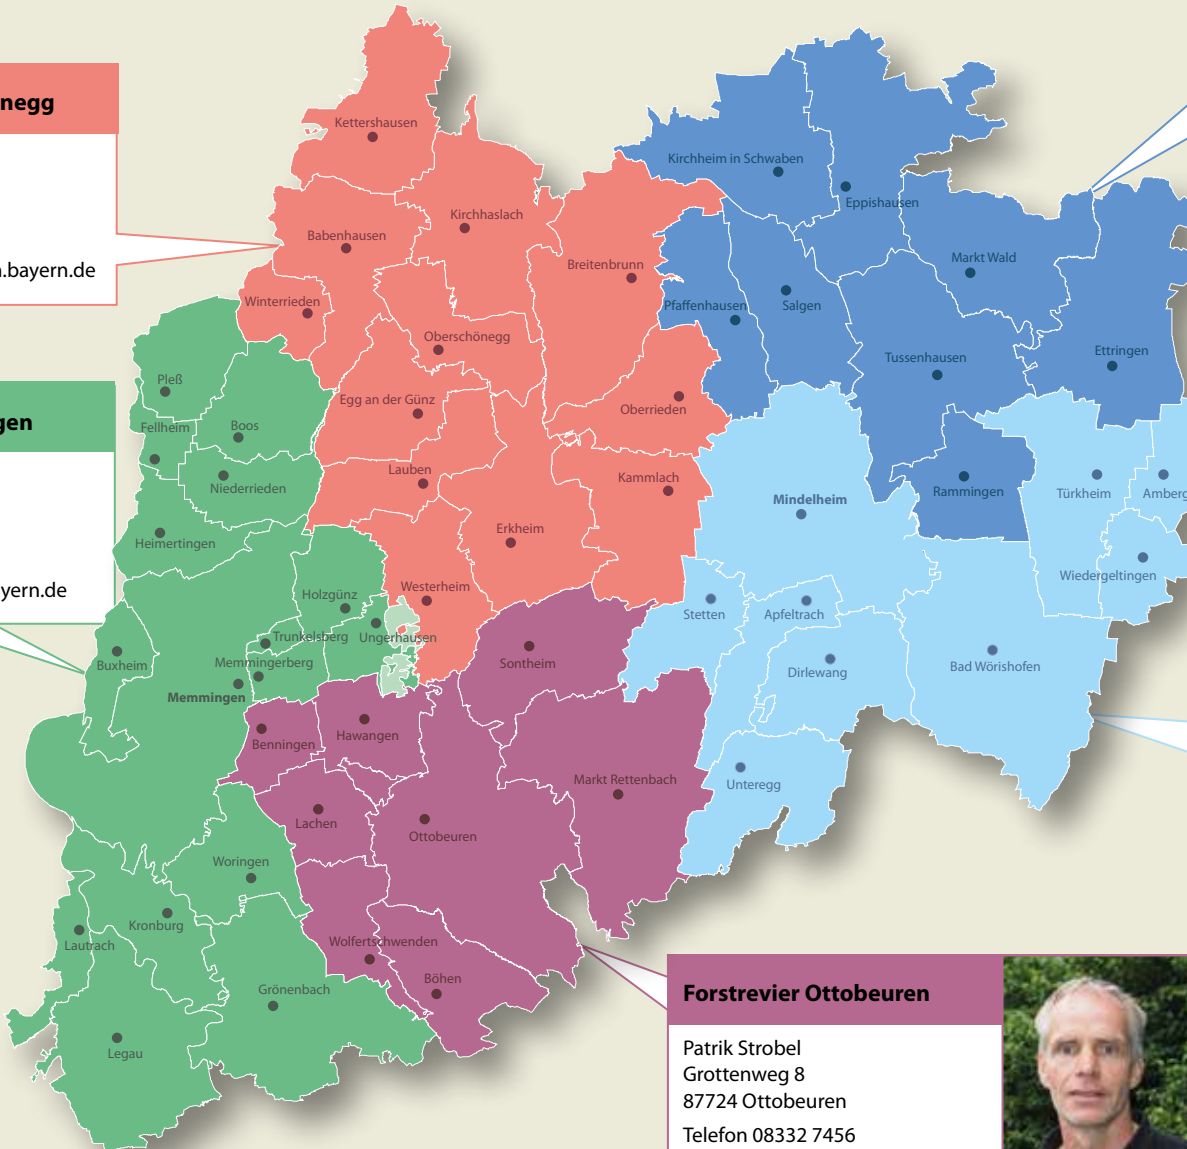 negg
n.bayern.de
gen
yern.de
Kettershausen
Kirchhaslach
Babenhausen
Breitenbrunn
Winterrieden
Oberschönegg
Egg an der Günz
Oberrieden
Lauben
Kammlach
Erkheim
Westerheim
Kirchheim in Schwaben
Eppishausen
Markt Wald
Pfaffenhausen
Salgen
Tussenhausen
Ettringen
Rammingen
Mindelheim
Türkheim
Amberg
Wiedergeltingen
Stetten
Apfeltrach
Dirlewang
Bad Wörishofen
Unteregg
Pleß
Fellheim
Boos
Niederrieden
Heimertingen
Holzgünz
Trunkelsberg
Ungerhausen
Buxheim
Memmingerberg
Memmingen
Woringen
Kronburg
Lautrach
Grönenbach
Legau
Sontheim
Benningen
Hawangen
Markt Rettenbach
Lachen
Ottobeuren
Wolfertschwenden
Böhen
Forstrevier Ottobeuren
Patrik Strobel
Grottenweg 8
87724 Ottobeuren
Telefon 08332 7456